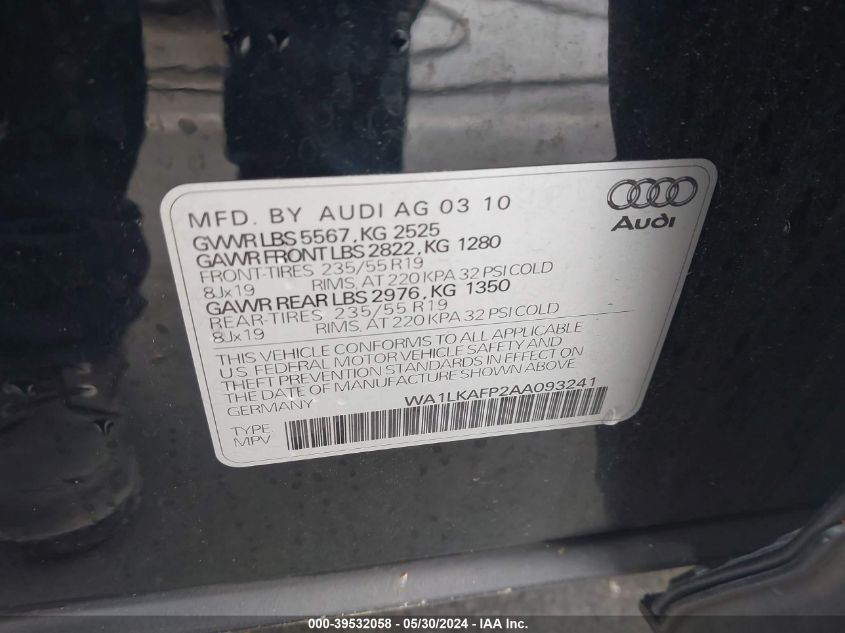 MFD. BY AUDI AG 03 10
GVWR LBS 5567, KG 2525
GAWR FRONT LBS 2822, KG 1280
FRONT-TIRES 235/55 R19
8Jx19 RIMS, AT 220 KPA 32 PSI COLD
GAWR REAR LBS 2976, KG 1350
REAR-TIRES 235/55 R19
8Jx19 RIMS, AT 220 KPA 32 PSI COLD
Audi
THIS VEHICLE CONFORMS TO ALL APPLICABLE
U.S. FEDERAL MOTOR VEHICLE SAFETY AND
THEFT PREVENTION STANDARDS IN EFFECT ON
THE DATE OF MANUFACTURE SHOWN ABOVE
GERMANY WA1LKAFP2AA093241
TYPE
MPV
000-39532058 - 05/30/2024 - IAA Inc.